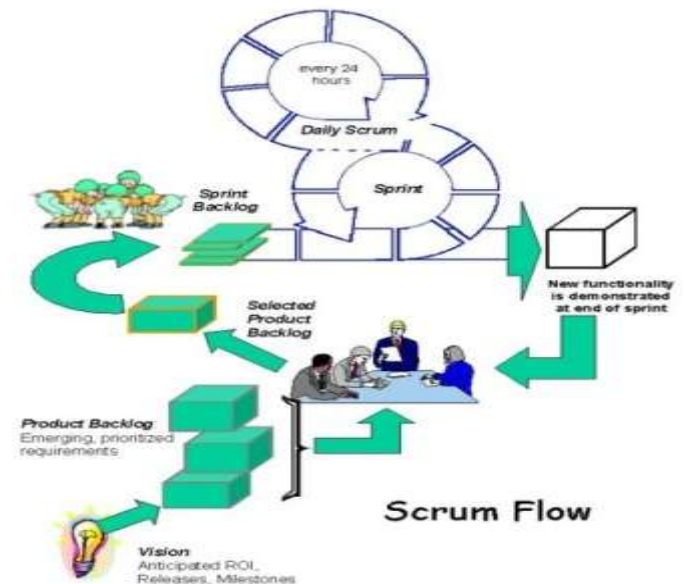 every 24
hours
Daily Scrum
Sprint
Sprint
Backlog
New functionality
is demonstrated
at end of sprint
Selected
Product
Backlog
Product Backlog
Emerging, prioritized
requirements
Scrum Flow
Vision
Anticipated ROI,
Releases, Milestones